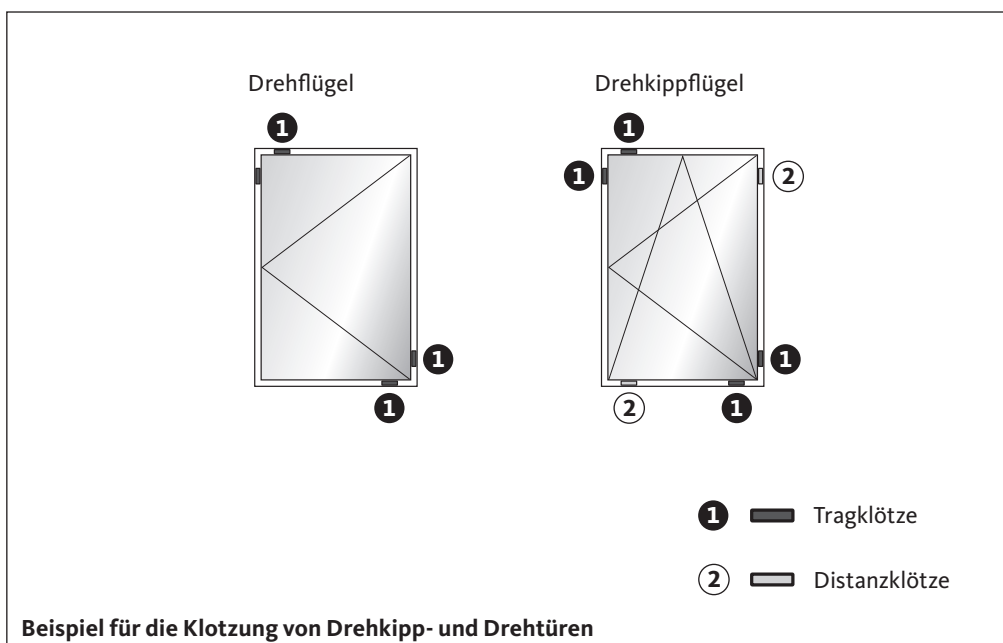 Drehflügel
Drehkippflügel
1
1
1
2
1
1
1
2
1
1 Tragklötze
2 Distanzklötze
Beispiel für die Klotzung von Drehkipp- und Drehtüren